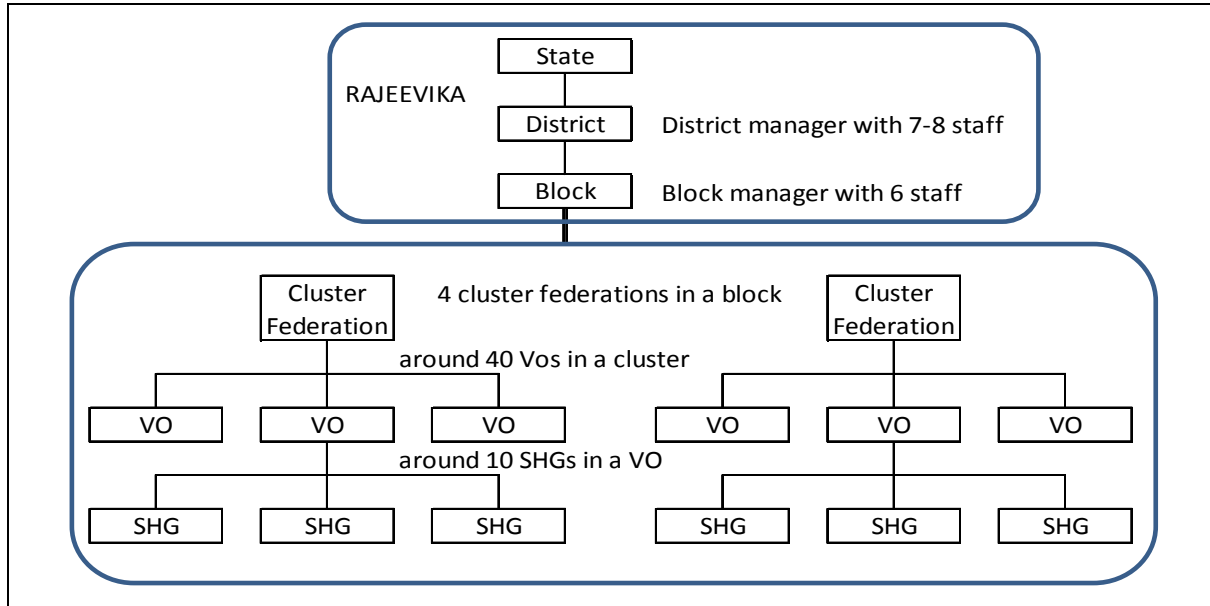 State
RAJEEVIKA
District
District manager with 7-8 staff
Block
Block manager with 6 staff
Cluster
Federation
4 cluster federations in a block
Cluster
Federation
around 40 Vos in a cluster
VO
VO
VO
VO
VO
VO
around 10 SHGs in a VO
SHG
SHG
SHG
SHG
SHG
SHG